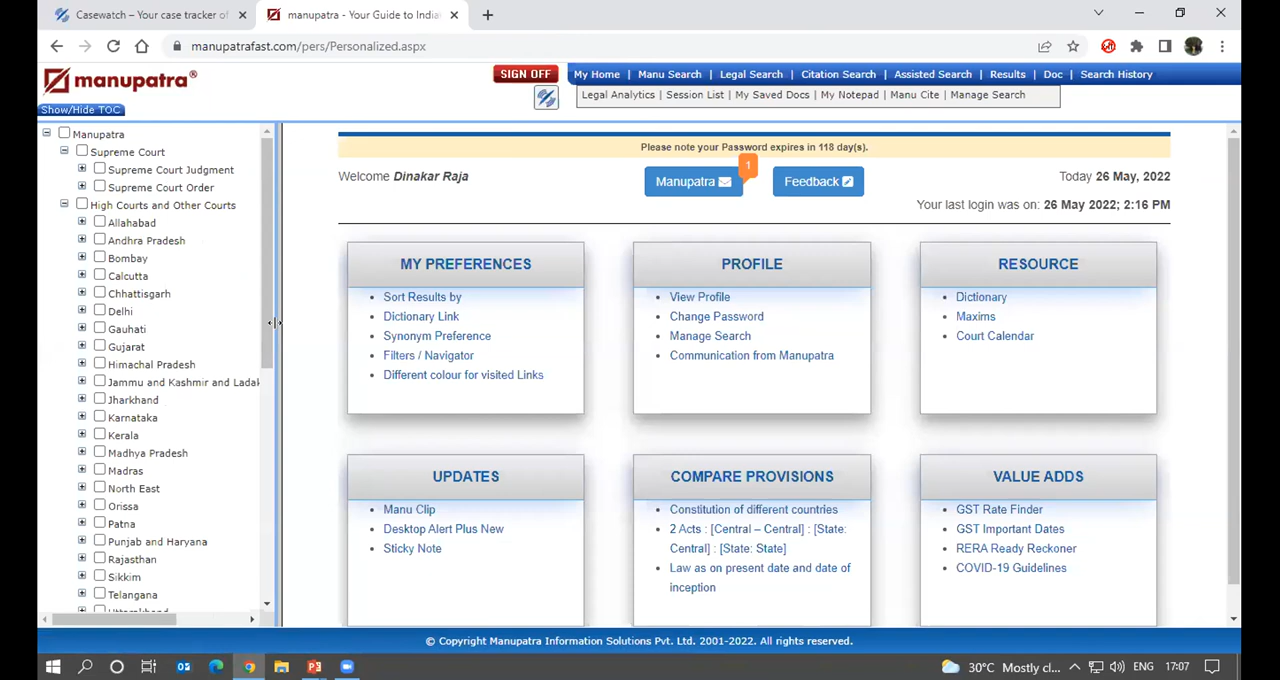 Casewatch – Your case tracker of
manupatra - Your Guide to India
manupatrafast.com/pers/Personalized.aspx
manupatra®
SIGN OFF
My Home | Manu Search | Legal Search | Citation Search | Assisted Search | Results | Doc | Search History
Legal Analytics | Session List | My Saved Docs | My Notepad | Manu Cite | Manage Search
Show/Hide TOC
Manupatra
Supreme Court
Supreme Court Judgment
Supreme Court Order
High Courts and Other Courts
Allahabad
Andhra Pradesh
Bombay
Calcutta
Chhattisgarh
Delhi
Gauhati
Gujarat
Himachal Pradesh
Jammu and Kashmir and Ladak
Jharkhand
Karnataka
Kerala
Madhya Pradesh
Madras
North East
Orissa
Patna
Punjab and Haryana
Rajasthan
Sikkim
Telangana
Uttarakhand
Please note your Password expires in 118 day(s).
Welcome Dinakar Raja
Manupatra
1
Feedback
Today 26 May, 2022
Your last login was on: 26 May 2022; 2:16 PM
MY PREFERENCES
Sort Results by
Dictionary Link
Synonym Preference
Filters / Navigator
Different colour for visited Links
PROFILE
View Profile
Change Password
Manage Search
Communication from Manupatra
RESOURCE
Dictionary
Maxims
Court Calendar
UPDATES
Manu Clip
Desktop Alert Plus New
Sticky Note
COMPARE PROVISIONS
Constitution of different countries
2 Acts : [Central – Central] : [State:
Central] : [State: State]
Law as on present date and date of
inception
VALUE ADDS
GST Rate Finder
GST Important Dates
RERA Ready Reckoner
COVID-19 Guidelines
© Copyright Manupatra Information Solutions Pvt. Ltd. 2001-2022. All rights reserved.
30°C Mostly cl...
ENG
17:07